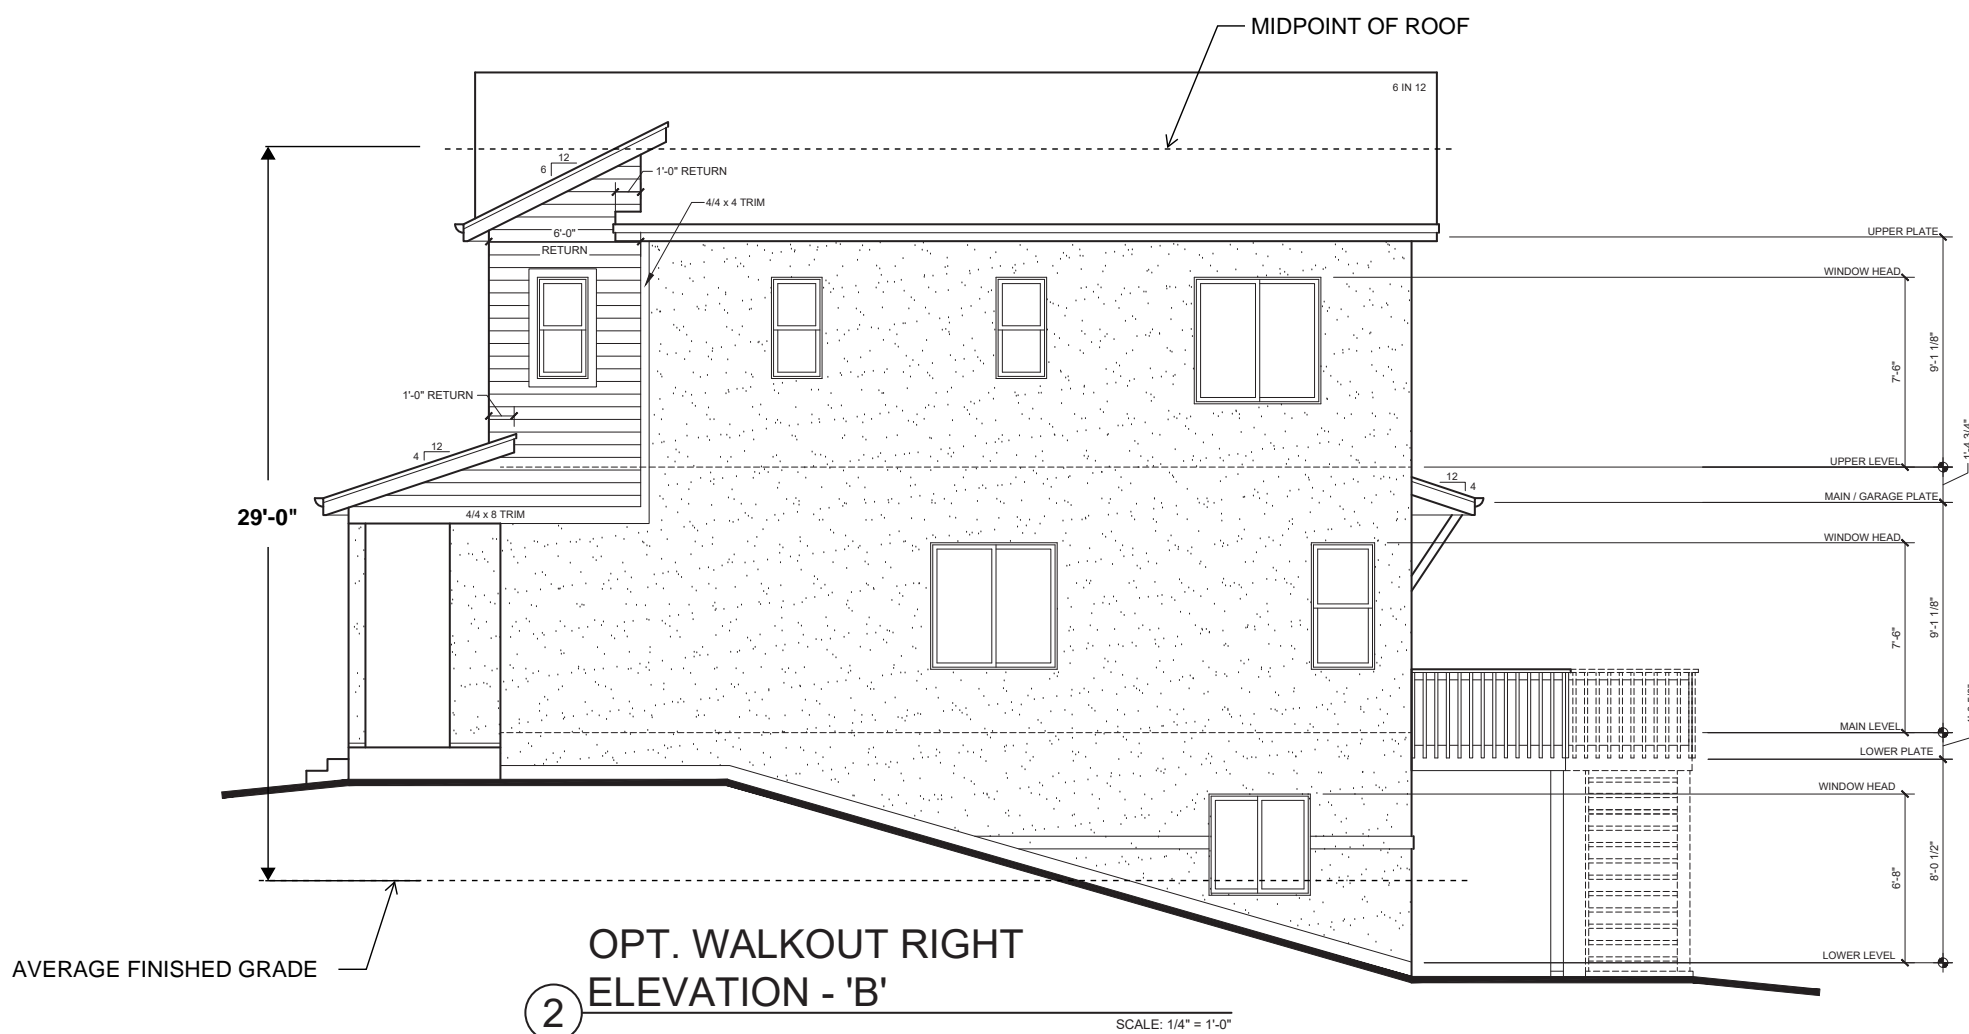 MIDPOINT OF ROOF
6 IN 12
12
6
1'-0" RETURN
4/4 x 4 TRIM
6'-0"
RETURN
UPPER PLATE
WINDOW HEAD
7'-6"
9'-1 1/8"
1'-0" RETURN
12
4
1'-4 3/4"
UPPER LEVEL
12
4
MAIN / GARAGE PLATE
29'-0"
4/4 x 8 TRIM
WINDOW HEAD
7'-6"
9'-1 1/8"
MAIN LEVEL
LOWER PLATE
WINDOW HEAD
6'-8"
8'-0 1/2"
LOWER LEVEL
AVERAGE FINISHED GRADE
OPT. WALKOUT RIGHT
ELEVATION - 'B'
2
SCALE: 1/4" = 1'-0"